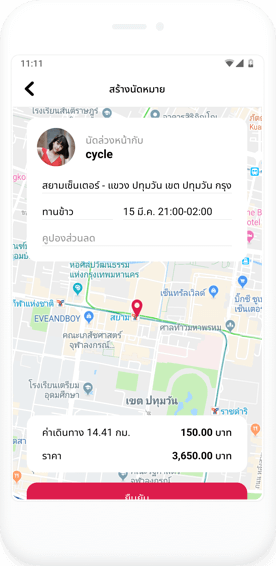 11:11
สร้างนัดหมาย
โรงเรียนสันติราษฎร์
นัดล่วงหน้ากับ
cycle
สยามเซ็นเตอร์ - แขวง ปทุมวัน เขต ปทุมวัน กรุง
ทานข้าว 15 มี.ค. 21:00-02:00
คูปองส่วนลด
หอศิลปวัฒนธรรม
แห่งกรุงเทพมหานคร
เซ็นทรัลเวิลด์
บิ๊กซี
EVEANDBOY
สยาม
ศาลท้าวมหาพรหม
คณะเภสัชศาสตร์
จุฬาลงกรณ์
โรงเรียนเตรียม
อุดมศึกษา
เขต ปทุมวัน
ราชดำริ
ค่าเดินทาง 14.41 กม. 150.00 บาท
ราคา 3,650.00 บาท
จุฬาลงกรณ์
ยืนยัน